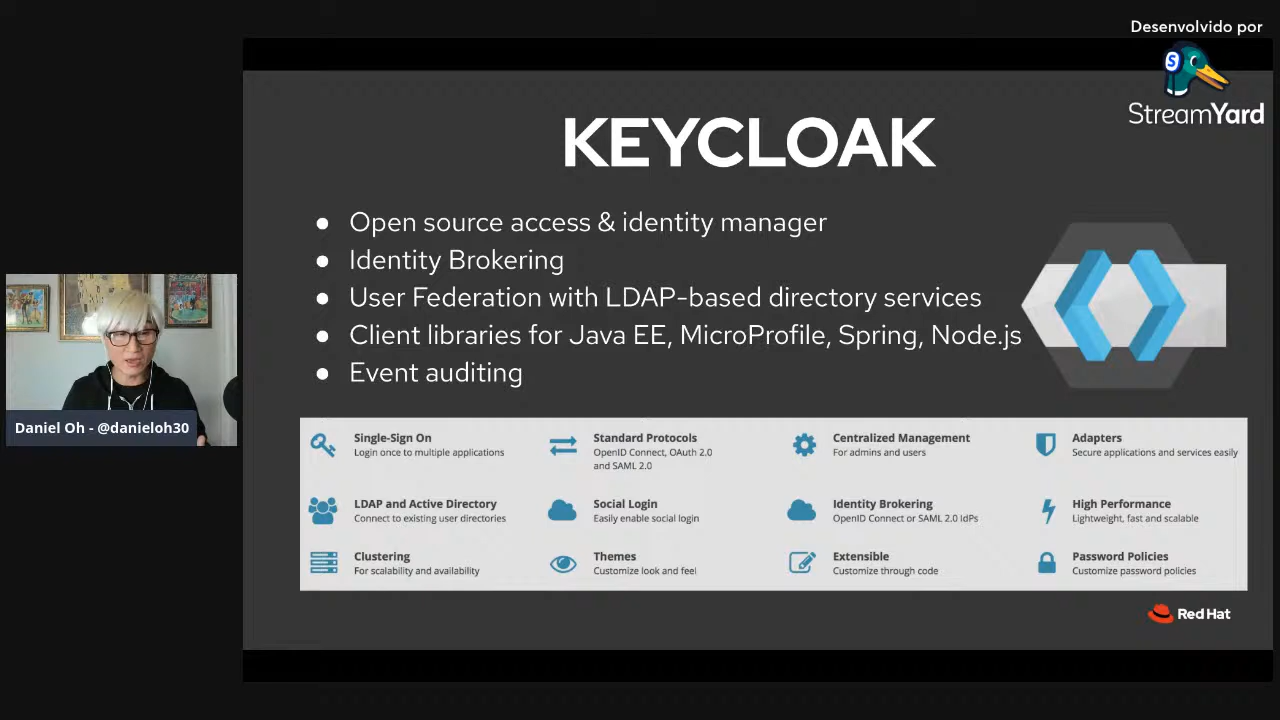 Desenvolvido por
StreamYard
KEYCLOAK
● Open source access & identity manager
● Identity Brokering
● User Federation with LDAP-based directory services
● Client libraries for Java EE, MicroProfile, Spring, Node.js
● Event auditing
Daniel Oh - @danieloh30
Single-Sign On
Login once to multiple applications
Standard Protocols
OpenID Connect, OAuth 2.0
and SAML 2.0
Centralized Management
For admins and users
Adapters
Secure applications and services easily
LDAP and Active Directory
Connect to existing user directories
Social Login
Easily enable social login
Identity Brokering
OpenID Connect or SAML 2.0 IdPs
High Performance
Lightweight, fast and scalable
Clustering
For scalability and availability
Themes
Customize look and feel
Extensible
Customize through code
Password Policies
Customize password policies
Red Hat